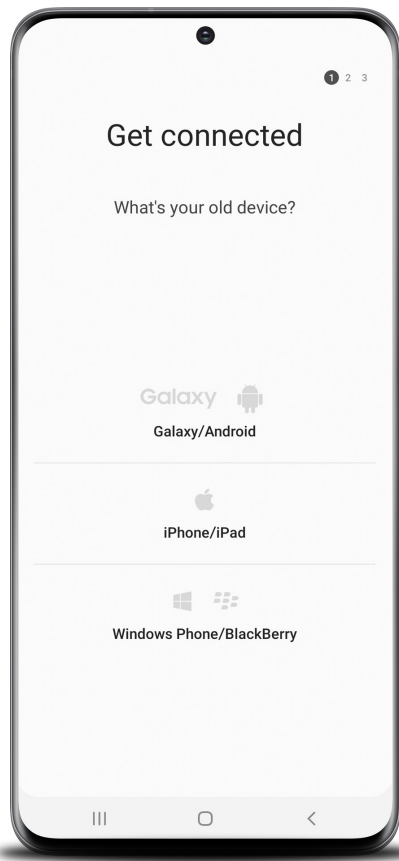 1 2 3
Get connected
What's your old device?
Galaxy
Galaxy/Android
iPhone/iPad
Windows Phone/BlackBerry